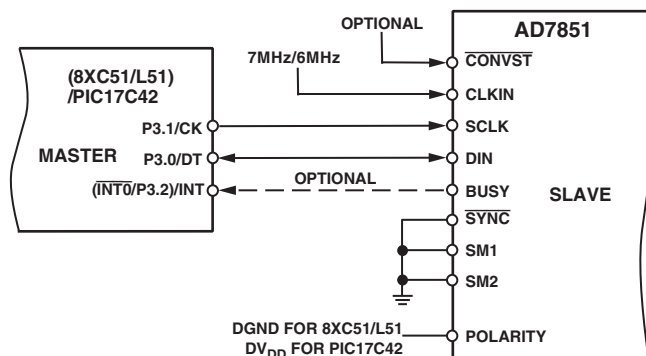 OPTIONAL
AD7851
7MHz/6MHz
CONVST
(8XC51/L51)
/PIC17C42
CLKIN
P3.1/CK
SCLK
MASTER
P3.0/DT
DIN
OPTIONAL
(INT0/P3.2)/INT
BUSY
SLAVE
SYNC
SM1
SM2
DGND FOR 8XC51/L51
DVDD FOR PIC17C42
POLARITY